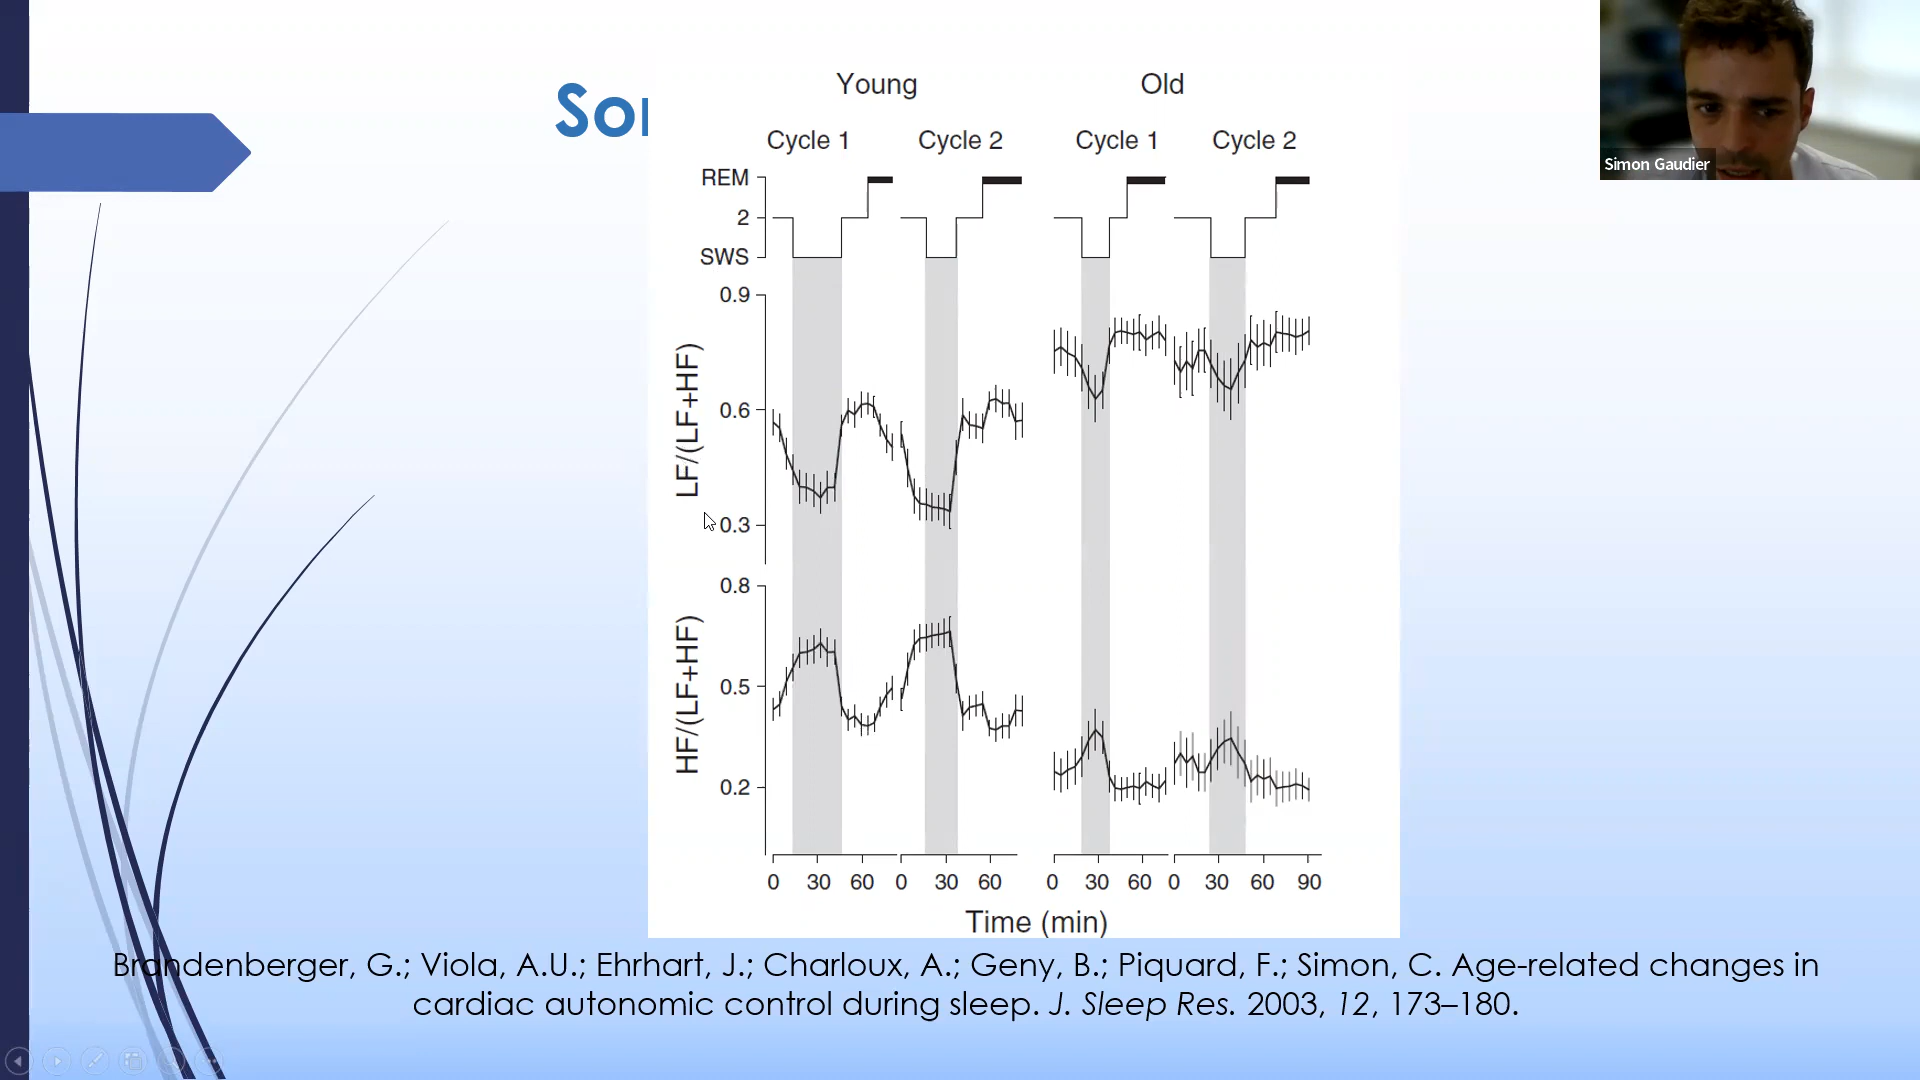 Simon Gaudier
Young Old
Cycle 1 Cycle 2 Cycle 1 Cycle 2
REM
2
SWS
0.9
0.6
0.3
LF/(LF+HF)
0.8
0.5
0.2
HF/(LF+HF)
0 30 60 0 30 60 0 30 60 0 30 60 90
Time (min)
Brandenberger, G.; Viola, A.U.; Ehrhart, J.; Charloux, A.; Geny, B.; Piquard, F.; Simon, C. Age-related changes in
cardiac autonomic control during sleep. J. Sleep Res. 2003, 12, 173–180.